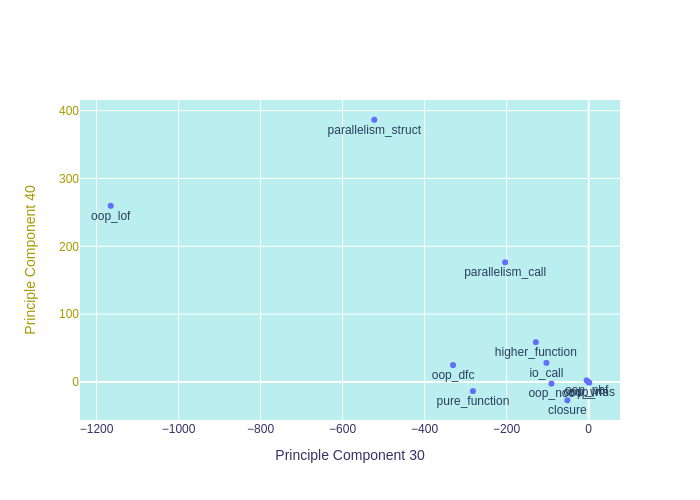 400
parallelism_struct
300
oop_lof
200
parallelism_call
100
higher_function
io_call
oop_dfc
0
pure_function
closure
−1200
−1000
−800
−600
−400
−200
0
Principle Component 30
Principle Component 40